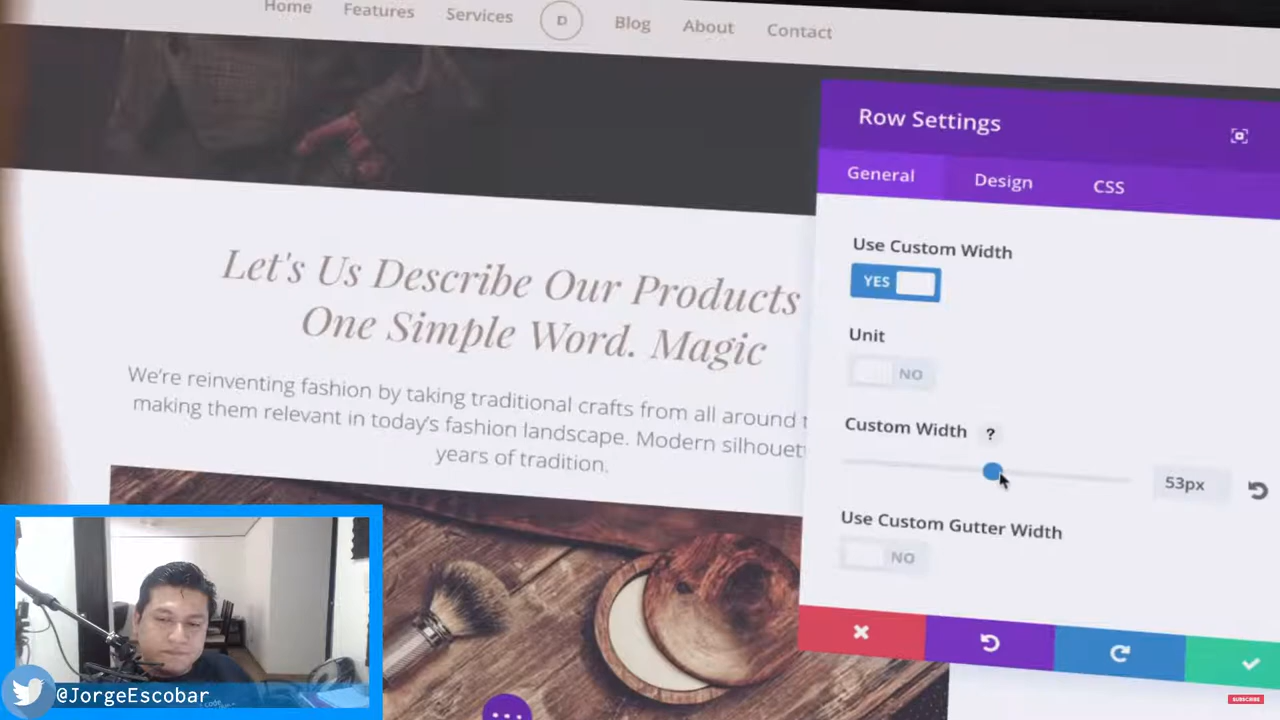 Home Features Services D Blog About Contact
Row Settings
General Design CSS
Let's Us Describe Our Products
One Simple Word. Magic
We're reinventing fashion by taking traditional crafts from all around
making them relevant in today's fashion landscape. Modern
years of tradition.
Use Custom Width
YES
Unit
NO
Custom Width ?
53px
Use Custom Gutter Width
NO
@JorgeEscobar
SUBSCRIBE